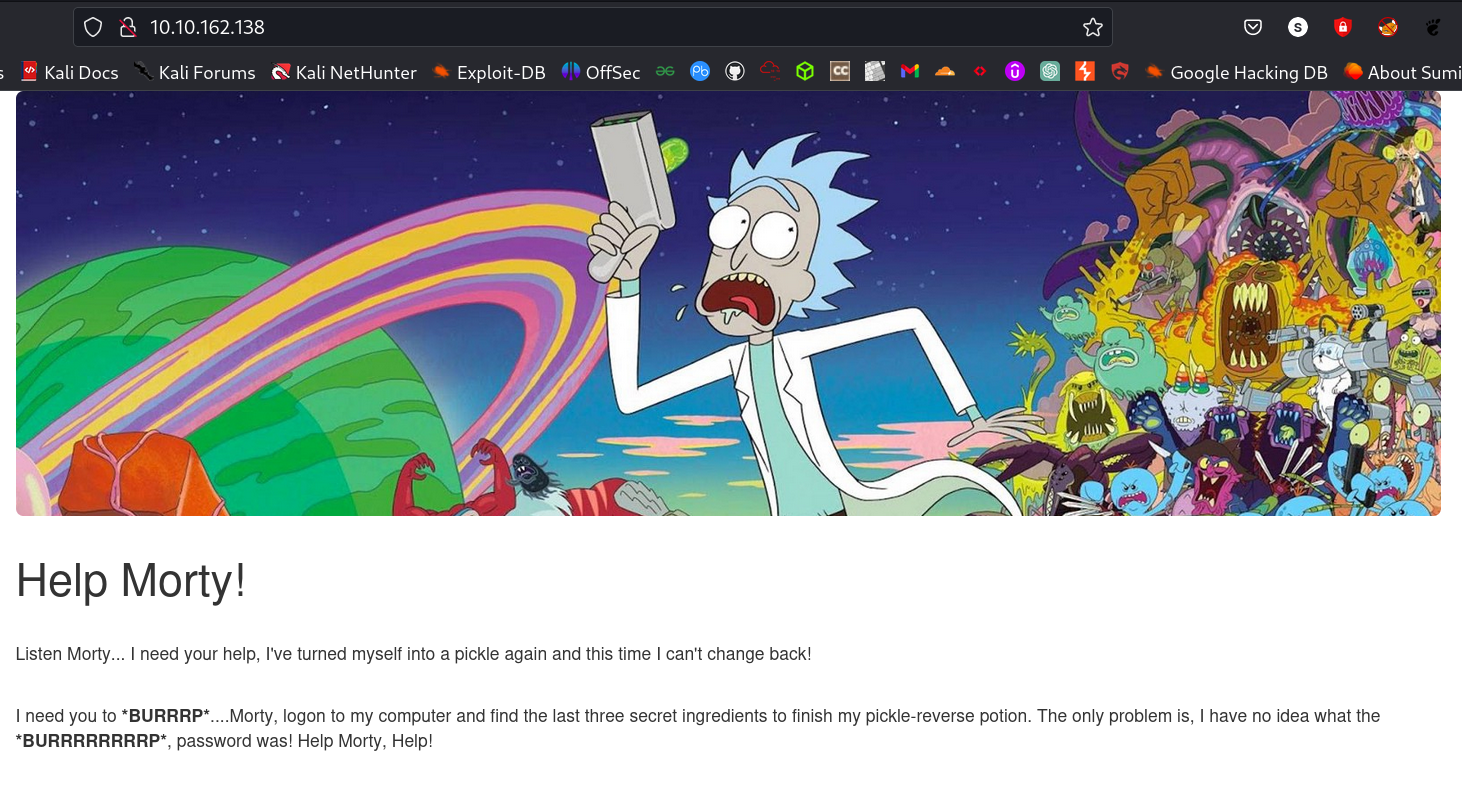 10.10.162.138
s Kali Docs Kali Forums Kali NetHunter Exploit-DB OffSec CC Google Hacking DB About Sumi
Help Morty!
Listen Morty... I need your help, I've turned myself into a pickle again and this time I can't change back!
I need you to *BURRRP*....Morty, logon to my computer and find the last three secret ingredients to finish my pickle-reverse potion. The only problem is, I have no idea what the
*BURRRRRRRRP*, password was! Help Morty, Help!